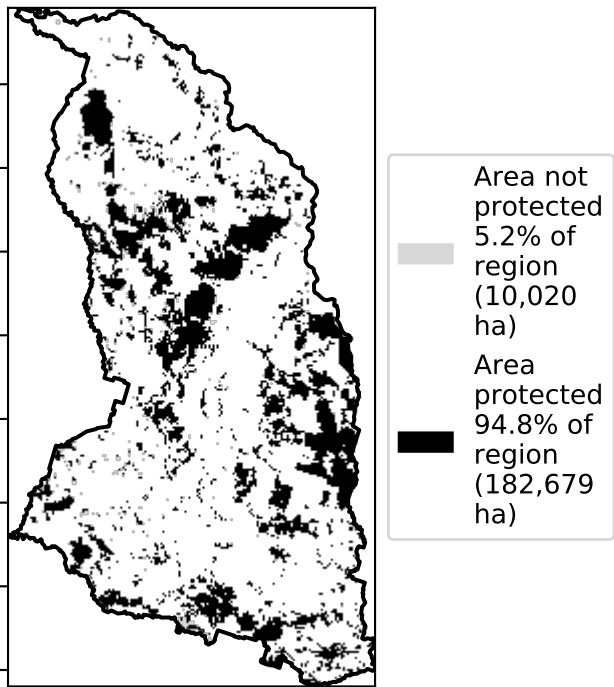 Area not
protected
5.2% of
region
(10,020
ha)
Area
protected
94.8% of
region
(182,679
ha)